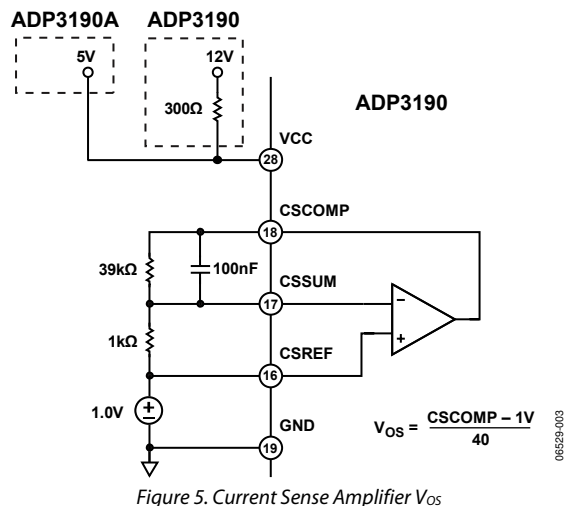 ADP3190A ADP3190
5V 12V
300Ω
ADP3190
VCC
28
CSCOMP
18
39kΩ 100nF
CSSUM
17
–
1kΩ
+
CSREF
16
1.0V
GND
19
VOS = CSCOMP – 1V
40
06529-003
Figure 5. Current Sense Amplifier VOS